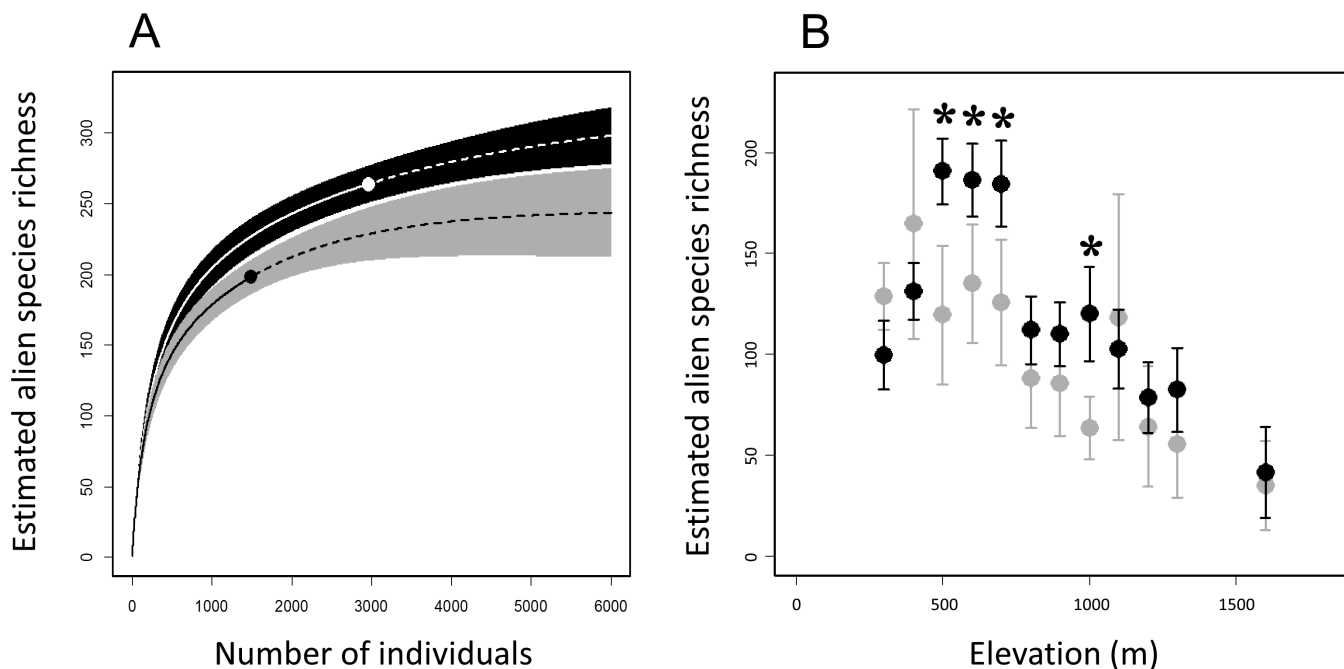 A
Estimated alien species richness
300
250
200
150
100
50
0
0 1000 2000 3000 4000 5000 6000
Number of individuals
B
Estimated alien species richness
* * *
*
200
150
100
50
0
0 500 1000 1500
Elevation (m)